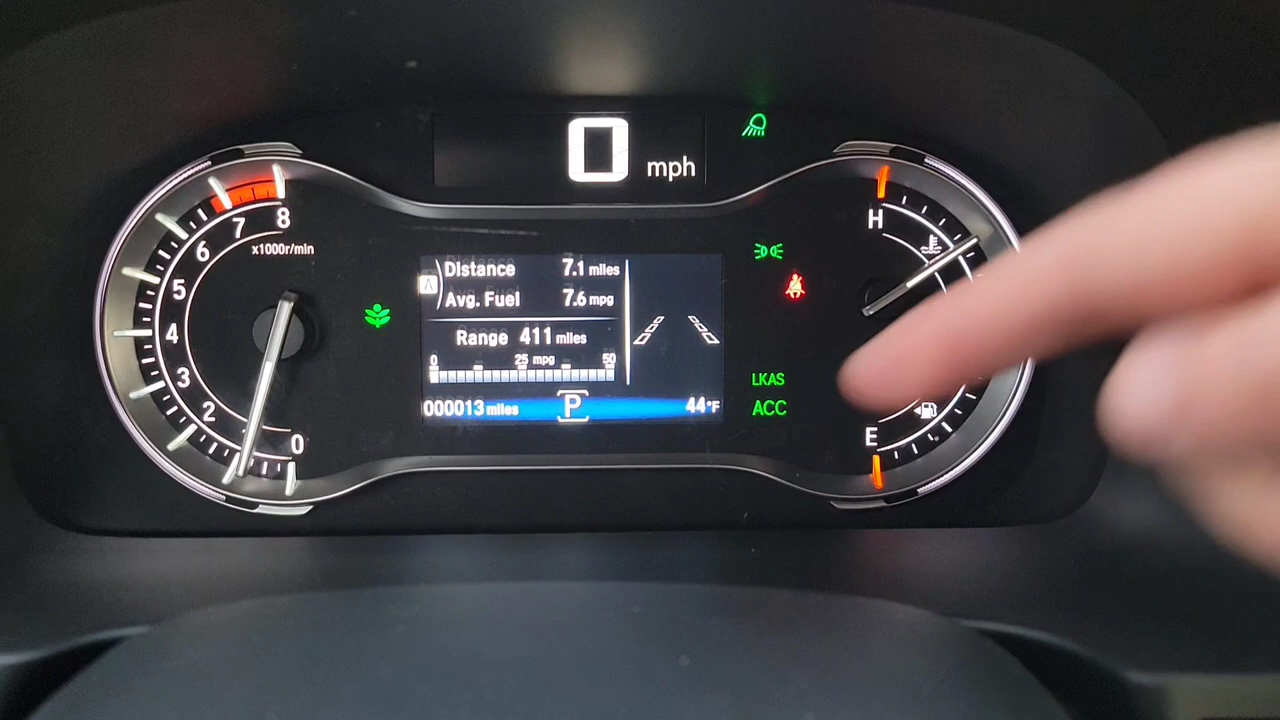 0 mph
8
7
6
5
4
3
2
0
x1000r/min
A
Distance 7.1 miles
Avg. Fuel 7.6 mpg
Range 411 miles
0 25 mpg 50
000013 miles P 44°F
LKAS
ACC
H
E